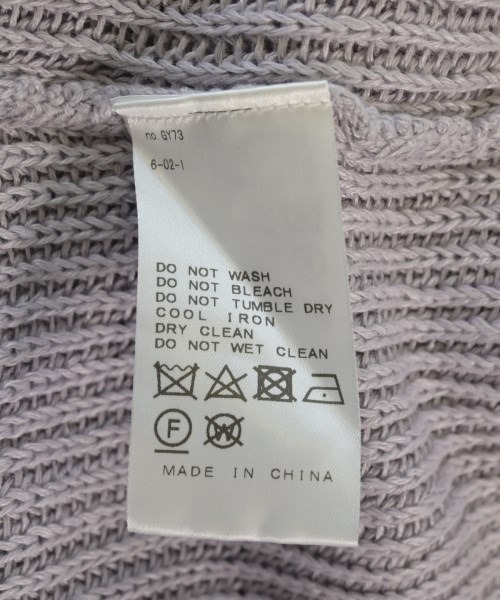 no. GY73
6-02-1
DO NOT WASH
DO NOT BLEACH
DO NOT TUMBLE DRY
COOL IRON
DRY CLEAN
DO NOT WET CLEAN
F W
MADE IN CHINA